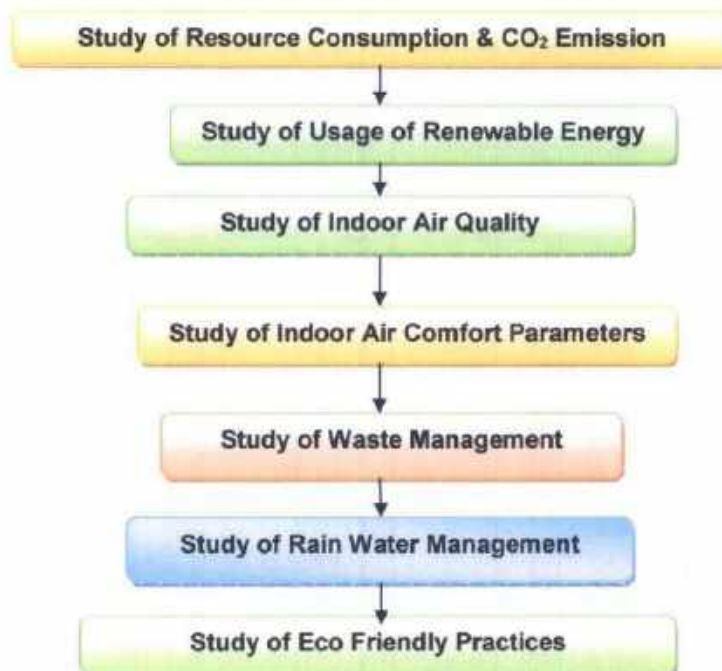 Study of Resource Consumption & CO₂ Emission
Study of Usage of Renewable Energy
Study of Indoor Air Quality
Study of Indoor Air Comfort Parameters
Study of Waste Management
Study of Rain Water Management
Study of Eco Friendly Practices